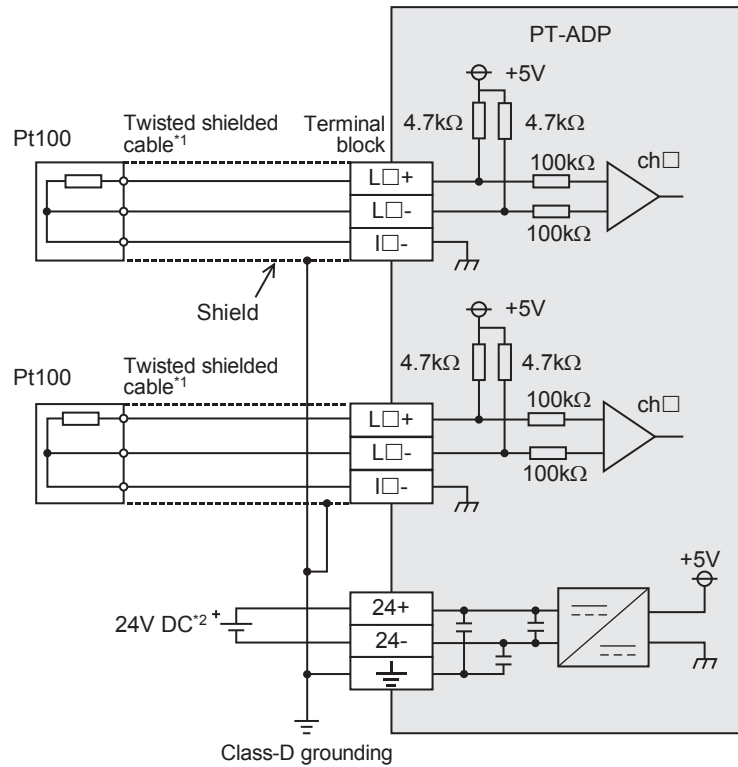 PT-ADP
+5V
Pt100
Twisted shielded
cable*1
Terminal
block
4.7kΩ
4.7kΩ
100kΩ
ch□
L□+
L□-
I□-
100kΩ
Shield
+5V
Pt100
Twisted shielded
cable*1
4.7kΩ
4.7kΩ
100kΩ
ch□
L□+
L□-
I□-
100kΩ
+5V
24V DC*2
+
24+
24-
Class-D grounding